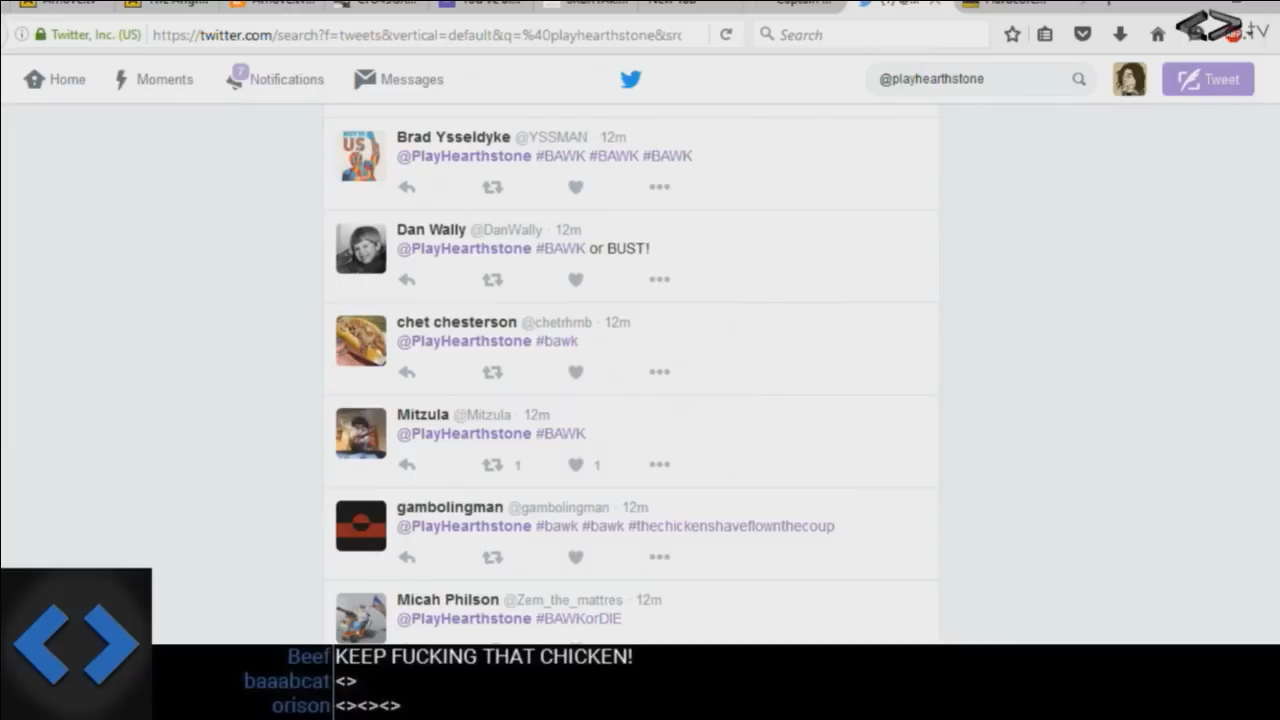 Twitter, Inc. (US)
https://twitter.com/search?f=tweets&vertical=default&q=%40playhearthstone&src
Search
Home
Moments
7
Notifications
Messages
@playhearthstone
Tweet
US
Brad Ysseldyke @YSSMAN · 12m
@PlayHearthstone #BAWK #BAWK #BAWK
Dan Wally @DanWally · 12m
@PlayHearthstone #BAWK or BUST!
chet chesterson @chetrhmb · 12m
@PlayHearthstone #bawk
Mitzula @Mitzula · 12m
@PlayHearthstone #BAWK
1
1
gambolingman @gambolingman · 12m
@PlayHearthstone #bawk #bawk #thechickenshaveflownthecoup
Micah Philson @Zem_the_mattres · 12m
@PlayHearthstone #BAWKorDIE
Beef KEEP FUCKING THAT CHICKEN!
baaabcat <>
orison <><><>